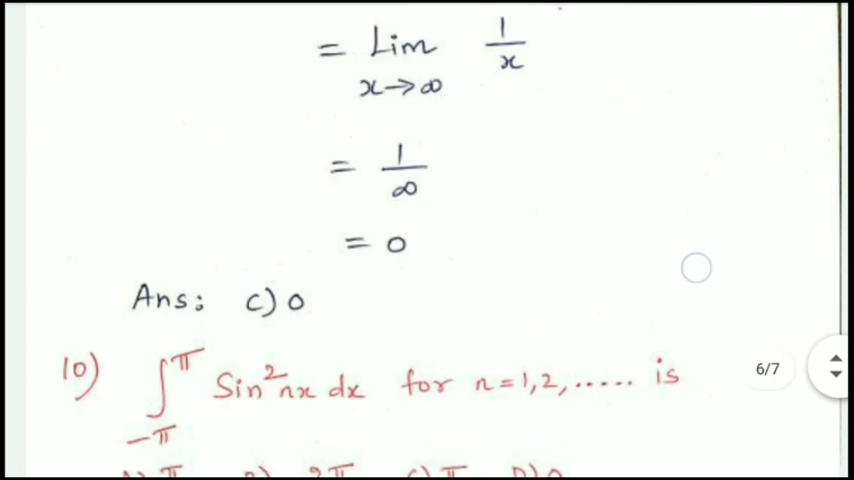 = Lim 1/x
x→∞
= 1/∞
= 0
Ans: c) 0
10) ∫_{-π}^{π} Sin²nx dx for n=1,2,..... is
6/7